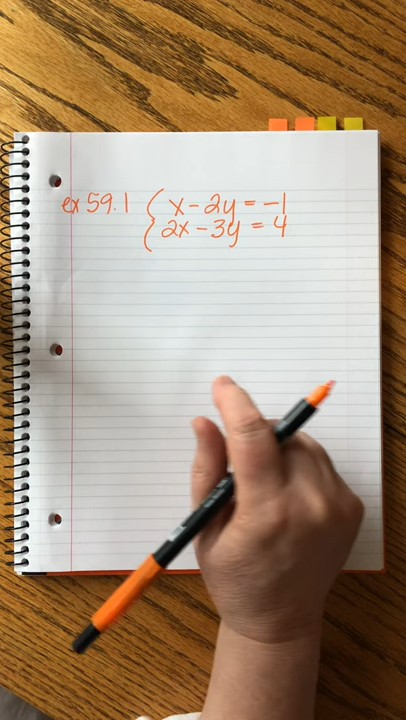 ex 59.1 { x - 2y = -1
2x - 3y = 4